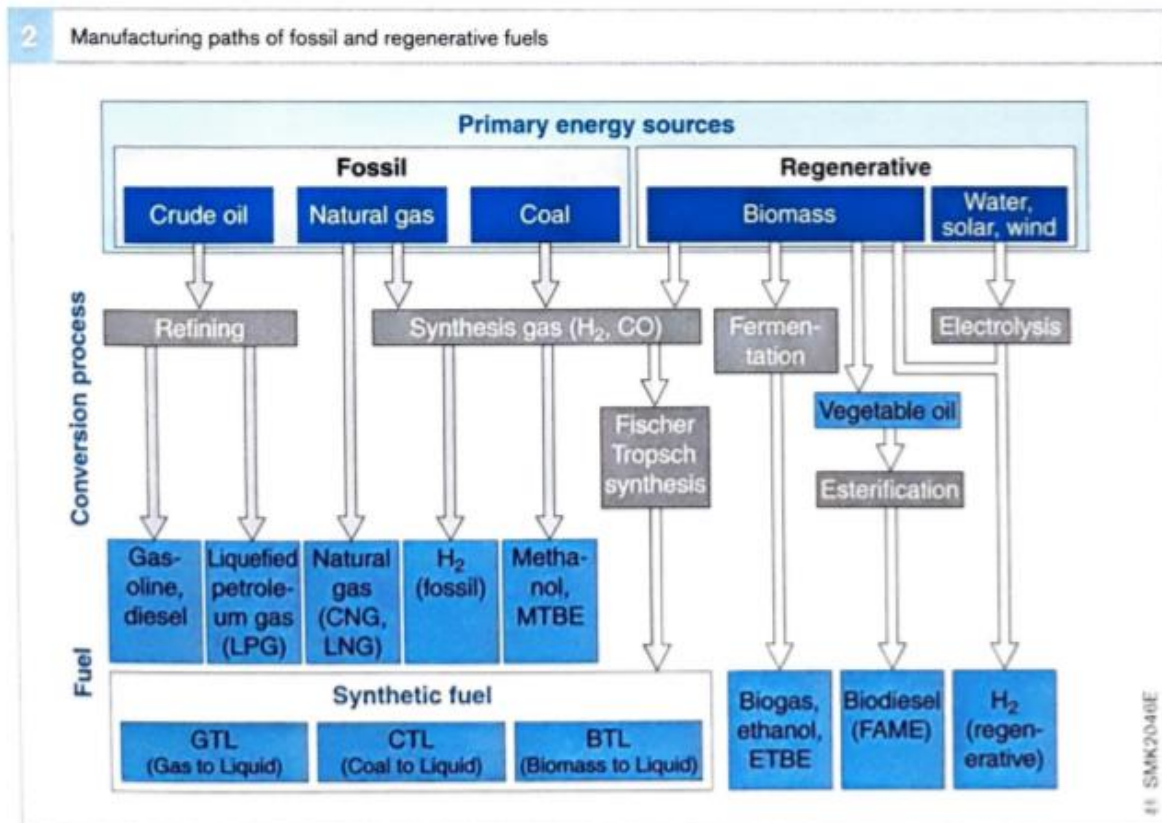 2 Manufacturing paths of fossil and regenerative fuels
Primary energy sources
Fossil
Regenerative
Crude oil
Natural gas
Coal
Biomass
Water,
solar, wind
Conversion process
Refining
Synthesis gas (H₂, CO)
Fermen-
tation
Electrolysis
Fischer
Tropsch
synthesis
Vegetable oil
Esterification
Fuel
Gas-
oline,
diesel
Liquefied
petrole-
um gas
(LPG)
Natural
gas
(CNG,
LNG)
H₂
(fossil)
Metha-
nol,
MTBE
Synthetic fuel
GTL
(Gas to Liquid)
CTL
(Coal to Liquid)
BTL
(Biomass to Liquid)
Biogas,
ethanol,
ETBE
Biodiesel
(FAME)
H₂
(regen-
erative)
SMK2046E